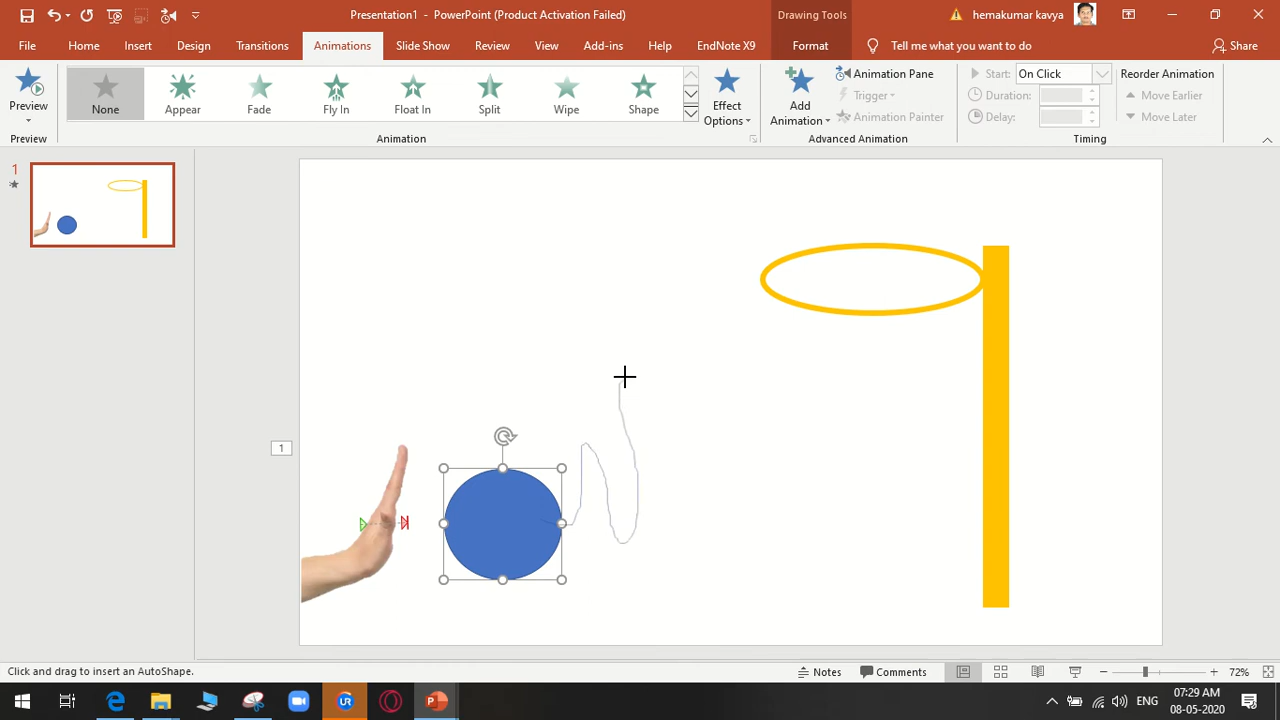 Presentation1 - PowerPoint (Product Activation Failed)
Drawing Tools
hemakumar kavya
File
Home
Insert
Design
Transitions
Animations
Slide Show
Review
View
Add-ins
Help
EndNote X9
Format
Tell me what you want to do
Share
Preview
None
Appear
Fade
Fly In
Float In
Split
Wipe
Shape
Effect
Options
Add
Animation
Animation Pane
Trigger
Animation Painter
Start: On Click
Duration:
Delay:
Reorder Animation
Move Earlier
Move Later
Preview
Animation
Advanced Animation
Timing
1
1
Click and drag to insert an AutoShape.
Notes
Comments
72%
ENG
07:29 AM
08-05-2020